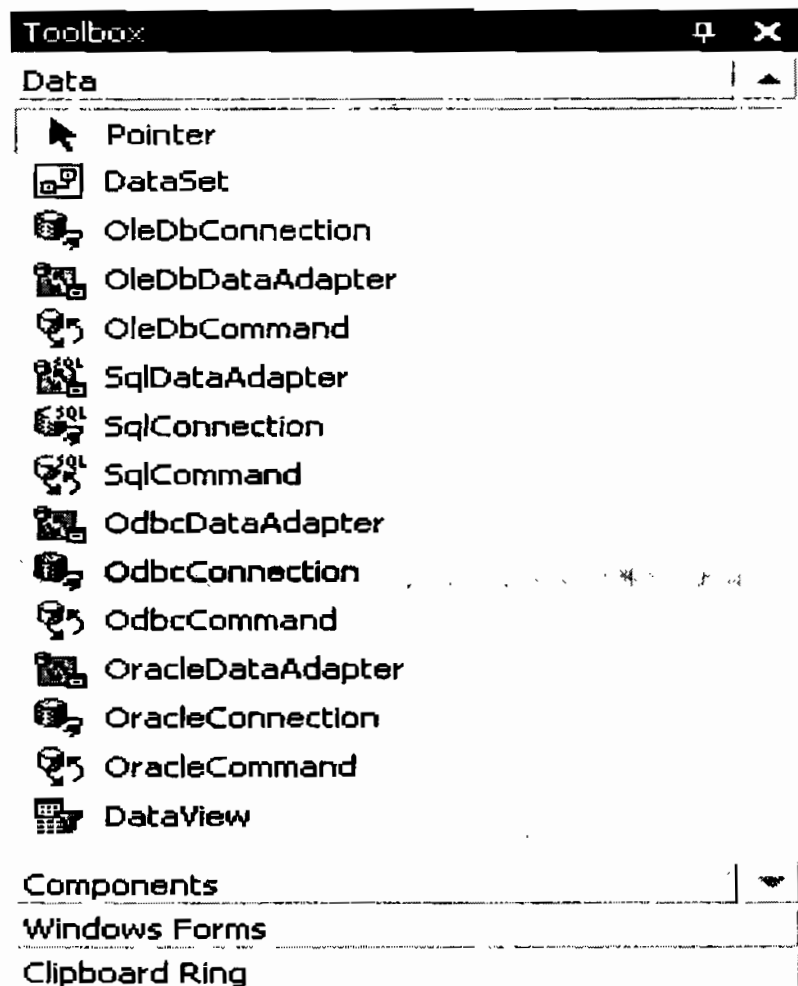 Toolbox
Data
Pointer
DataSet
OleDbConnection
OleDbDataAdapter
OleDbCommand
SqlDataAdapter
SqlConnection
SqlCommand
OdbcDataAdapter
OdbcConnection
OdbcCommand
OracleDataAdapter
OracleConnection
OracleCommand
DataView
Components
Windows Forms
Clipboard Ring